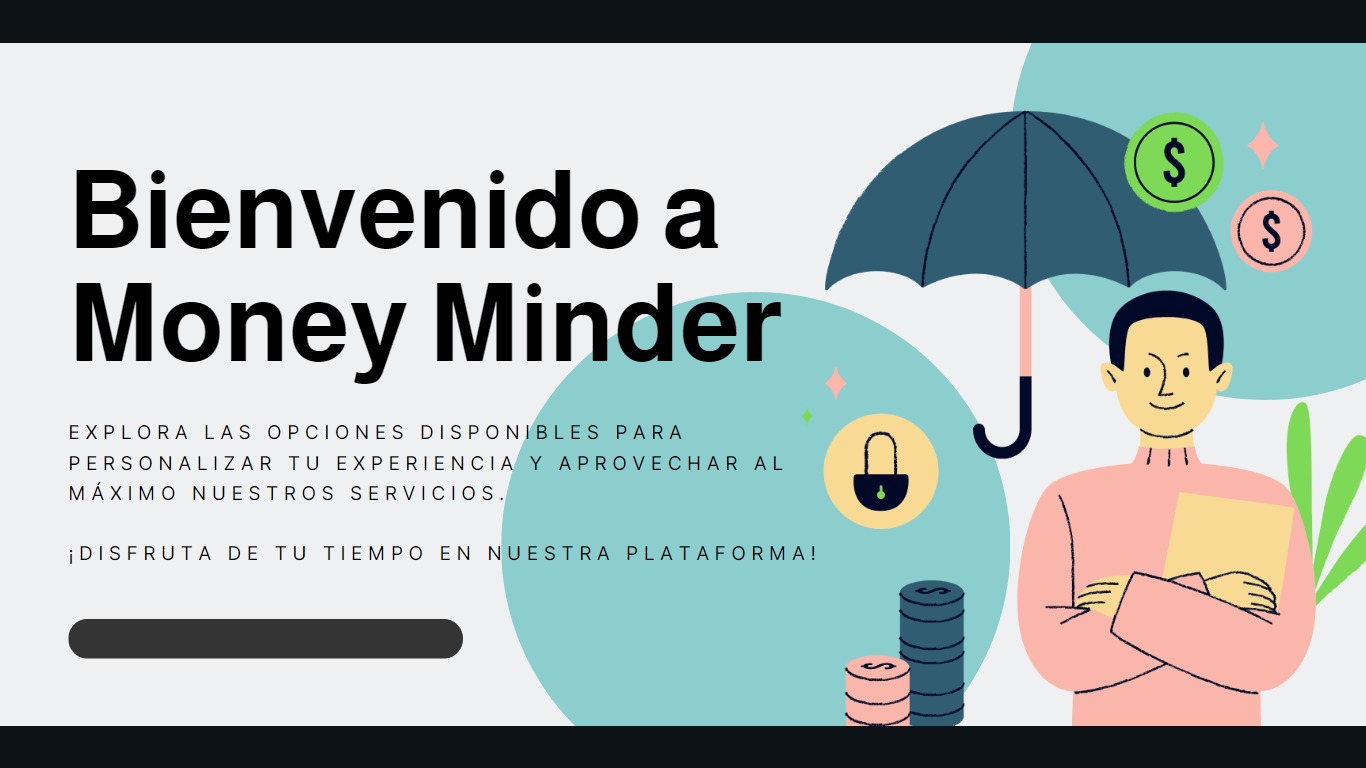 Bienvenido a
Money Minder
EXPLORA LAS OPCIONES DISPONIBLES PARA
PERSONALIZAR TU EXPERIENCIA Y APROVECHAR AL
MÁXIMO NUESTROS SERVICIOS.
¡DISFRUTA DE TU TIEMPO EN NUESTRA PLATAFORMA!
$
$
$
$